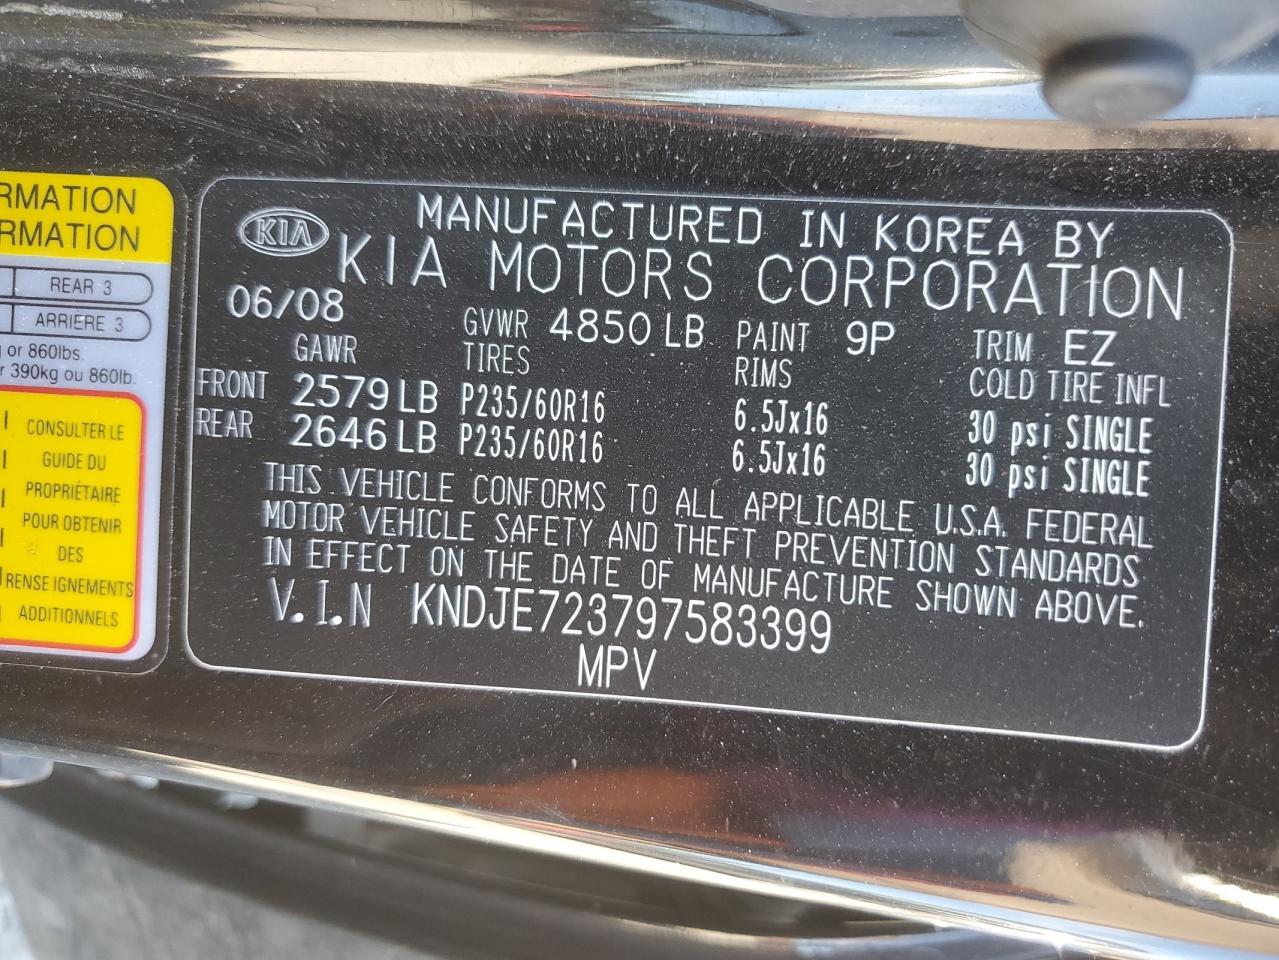 RMATION
RMATION
REAR 3
ARRIÈRE 3
or 860lbs.
r 390kg ou 860lb.
CONSULTER LE
GUIDE DU
PROPRIÉTAIRE
POUR OBTENIR
DES
RENSEIGNEMENTS
ADDITIONNELS
KIA
MANUFACTURED IN KOREA BY
KIA MOTORS CORPORATION
06/08 GVWR 4850 LB PAINT 9P TRIM EZ
GAWR TIRES RIMS COLD TIRE INFL
FRONT 2579 LB P235/60R16 6.5Jx16 30 psi SINGLE
REAR 2646 LB P235/60R16 6.5Jx16 30 psi SINGLE
THIS VEHICLE CONFORMS TO ALL APPLICABLE U.S.A. FEDERAL
MOTOR VEHICLE SAFETY AND THEFT PREVENTION STANDARDS
IN EFFECT ON THE DATE OF MANUFACTURE SHOWN ABOVE.
V.I.N KNDJE723797583399
MPV